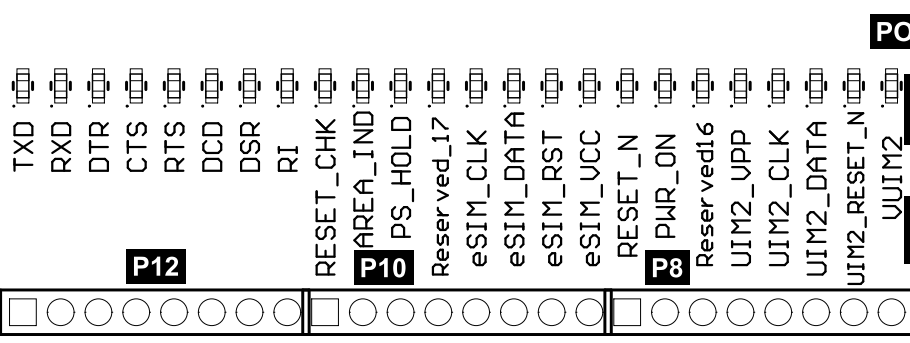 PO
TXD
RXD
DTR
CTS
RTS
DCD
DSR
RI
RESET_CHK
AREA_IND
PS_HOLD
Reserved_17
eSIM_CLK
eSIM_DATA
eSIM_RST
eSIM_VCC
RESET_N
PWR_ON
Reserved16
UIM2_VPP
UIM2_CLK
UIM2_DATA
UIM2_RESET_N
VUIM2
P12
P10
P8